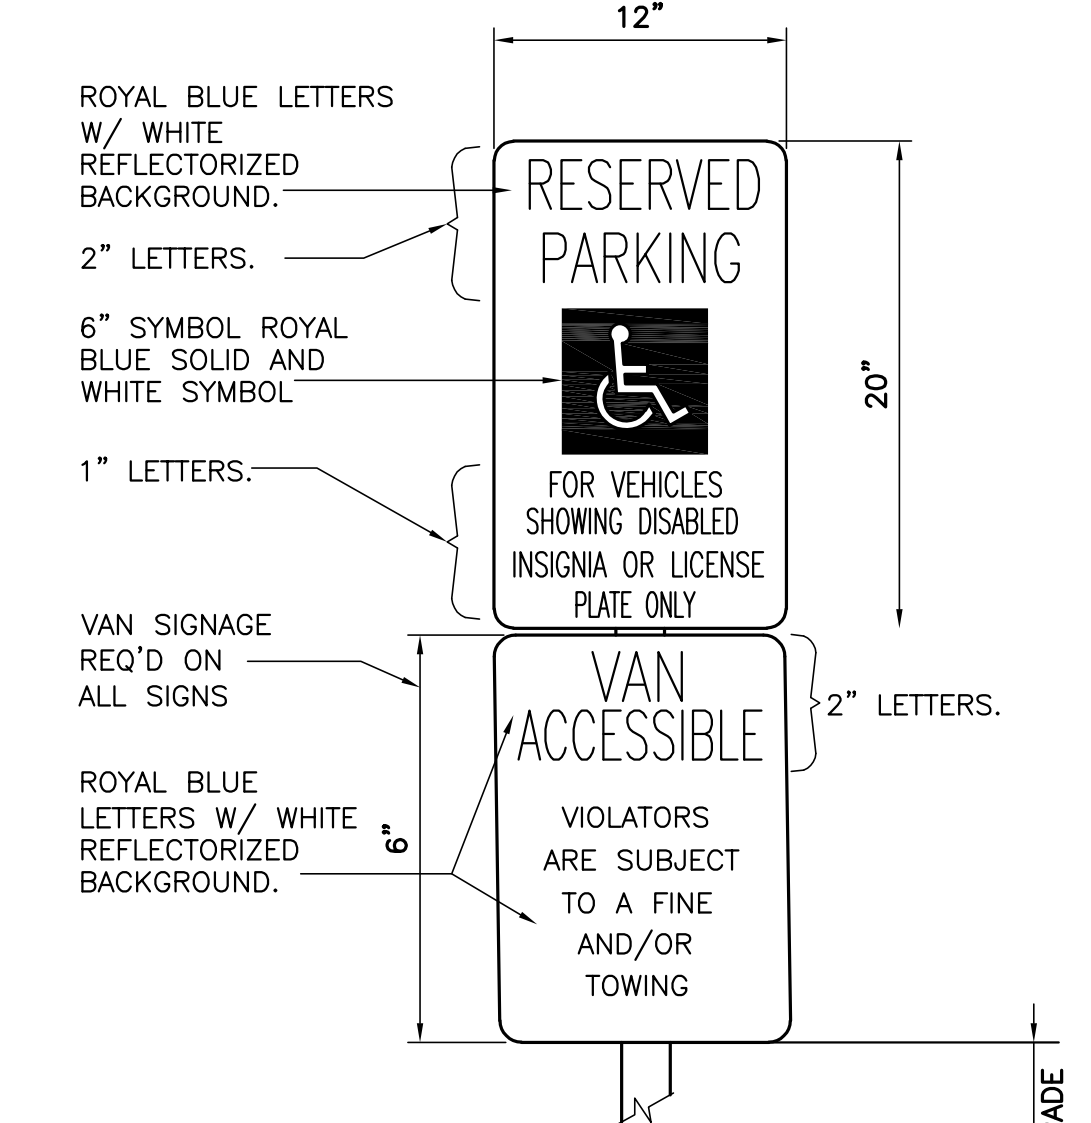 12”
ROYAL BLUE LETTERS
W/ WHITE
REFLECTORIZED
BACKGROUND.
2” LETTERS.
6” SYMBOL ROYAL
BLUE SOLID AND
WHITE SYMBOL
1” LETTERS.
VAN SIGNAGE
REQ’D ON
ALL SIGNS
ROYAL BLUE
LETTERS W/ WHITE
REFLECTORIZED
BACKGROUND.
6”
RESERVED
PARKING
FOR VEHICLES
SHOWING DISABLED
INSIGNIA OR LICENSE
PLATE ONLY
VAN
ACCESSIBLE
VIOLATORS
ARE SUBJECT
TO A FINE
AND/OR
TOWING
20”
2” LETTERS.